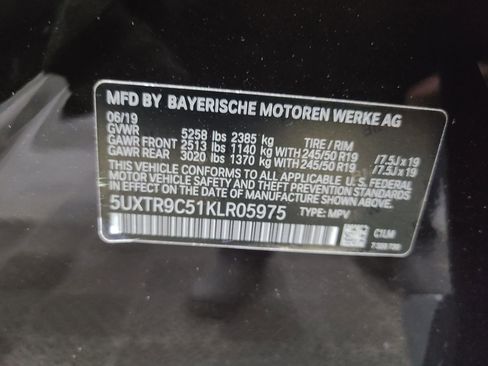 MFD BY BAYERISCHE MOTOREN WERKE AG
06/19
GVWR 5258 lbs 2385 kg TIRE / RIM
GAWR FRONT 2513 lbs 1140 kg WITH 245/50 R19 /7.5J x 19
GAWR REAR 3020 lbs 1370 kg WITH 245/50 R19 /7.5J x 19
THIS VEHICLE CONFORMS TO ALL APPLICABLE U.S. FEDERAL
MOTOR VEHICLE SAFETY, BUMPER, AND THEFT PREVENTION STANDARDS
IN EFFECT ON THE DATE OF MANUFACTURE SHOWN ABOVE.
5UXTR9C51KLR05975 TYPE: MPV
C1LMI